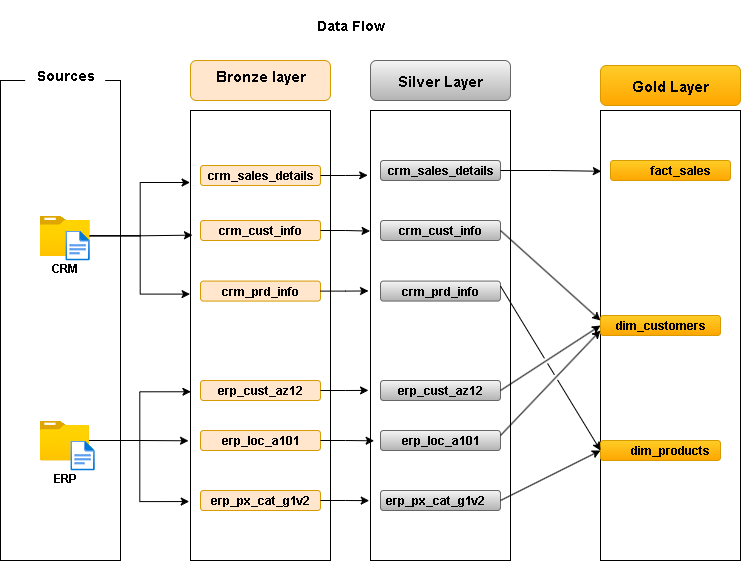 Data Flow
Sources
Bronze layer
Silver Layer
Gold Layer
crm_sales_details
crm_sales_details
fact_sales
crm_cust_info
crm_cust_info
CRM
crm_prd_info
crm_prd_info
dim_customers
erp_cust_az12
erp_cust_az12
erp_loc_a101
erp_loc_a101
dim_products
ERP
erp_px_cat_g1v2
erp_px_cat_g1v2